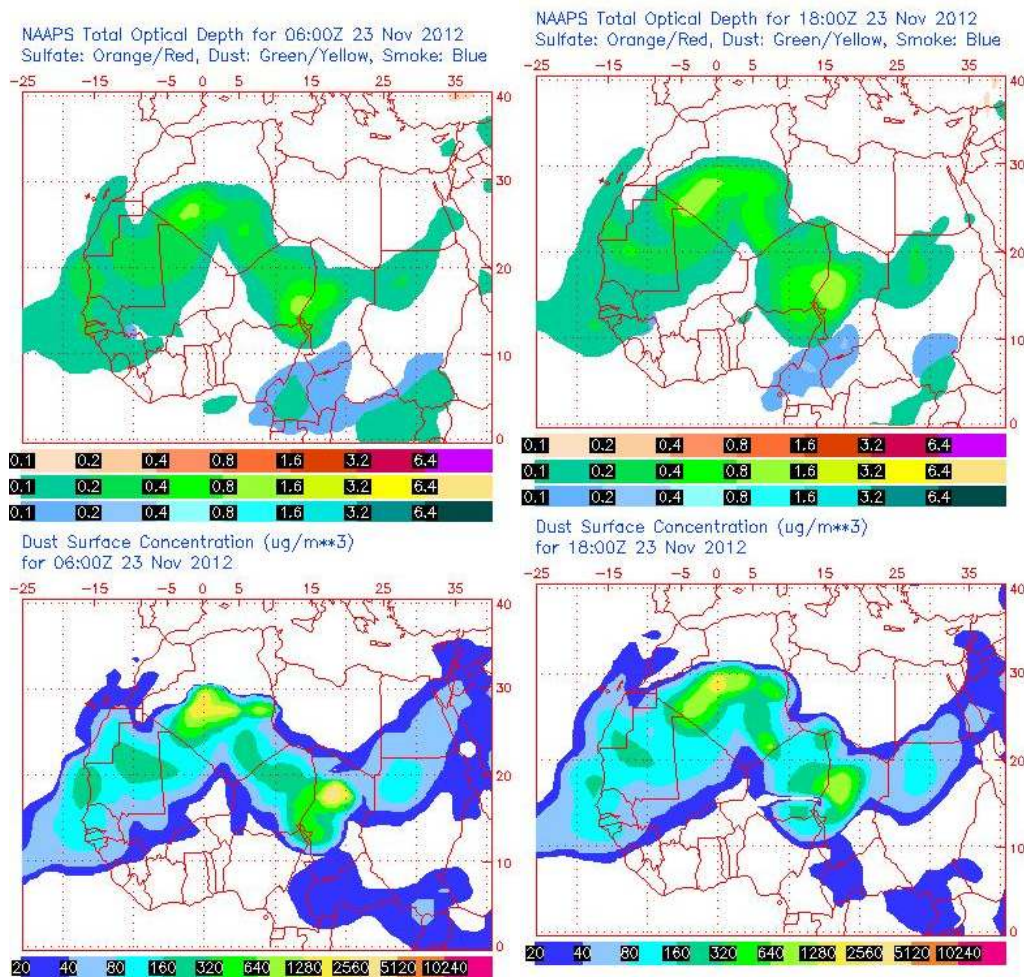 NAAPS Total Optical Depth for 06:00Z 23 Nov 2012
Sulfate: Orange/Red, Dust: Green/Yellow, Smoke: Blue
-25 -15 -5 0 5 15 25 35
40
30
20
10
0
0.1 0.2 0.4 0.8 1.6 3.2 6.4
0.1 0.2 0.4 0.8 1.6 3.2 6.4
0.1 0.2 0.4 0.8 1.6 3.2 6.4
NAAPS Total Optical Depth for 18:00Z 23 Nov 2012
Sulfate: Orange/Red, Dust: Green/Yellow, Smoke: Blue
-25 -15 -5 0 5 15 25 35
40
30
20
10
0
0.1 0.2 0.4 0.8 1.6 3.2 6.4
0.1 0.2 0.4 0.8 1.6 3.2 6.4
0.1 0.2 0.4 0.8 1.6 3.2 6.4
Dust Surface Concentration (ug/m**3)
for 06:00Z 23 Nov 2012
-25 -15 -5 0 5 15 25 35
40
30
20
10
0
20 40 80 160 320 640 1280 2560 5120 10240
Dust Surface Concentration (ug/m**3)
for 18:00Z 23 Nov 2012
-25 -15 -5 0 5 15 25 35
40
30
20
10
0
20 40 80 160 320 640 1280 2560 5120 10240